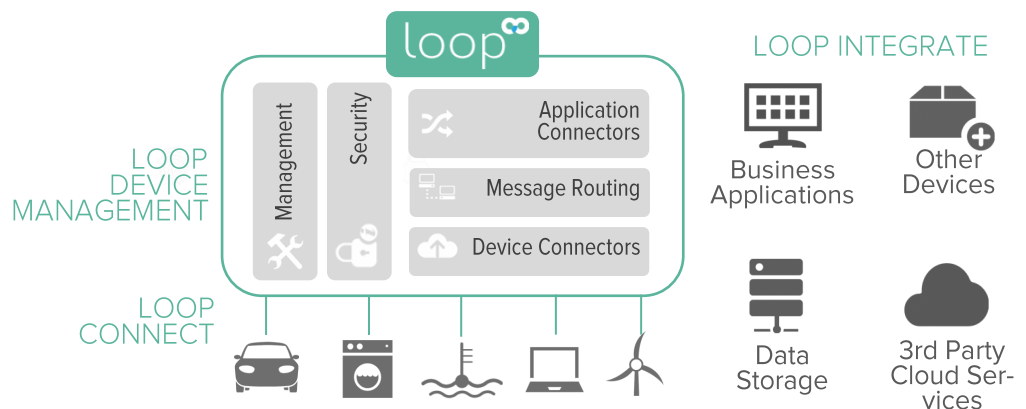 loop
LOOP INTEGRATE
Management
Security
Application
Connectors
Message Routing
Device Connectors
LOOP
DEVICE
MANAGEMENT
LOOP
CONNECT
Business
Applications
Other
Devices
Data
Storage
3rd Party
Cloud Ser-
vices